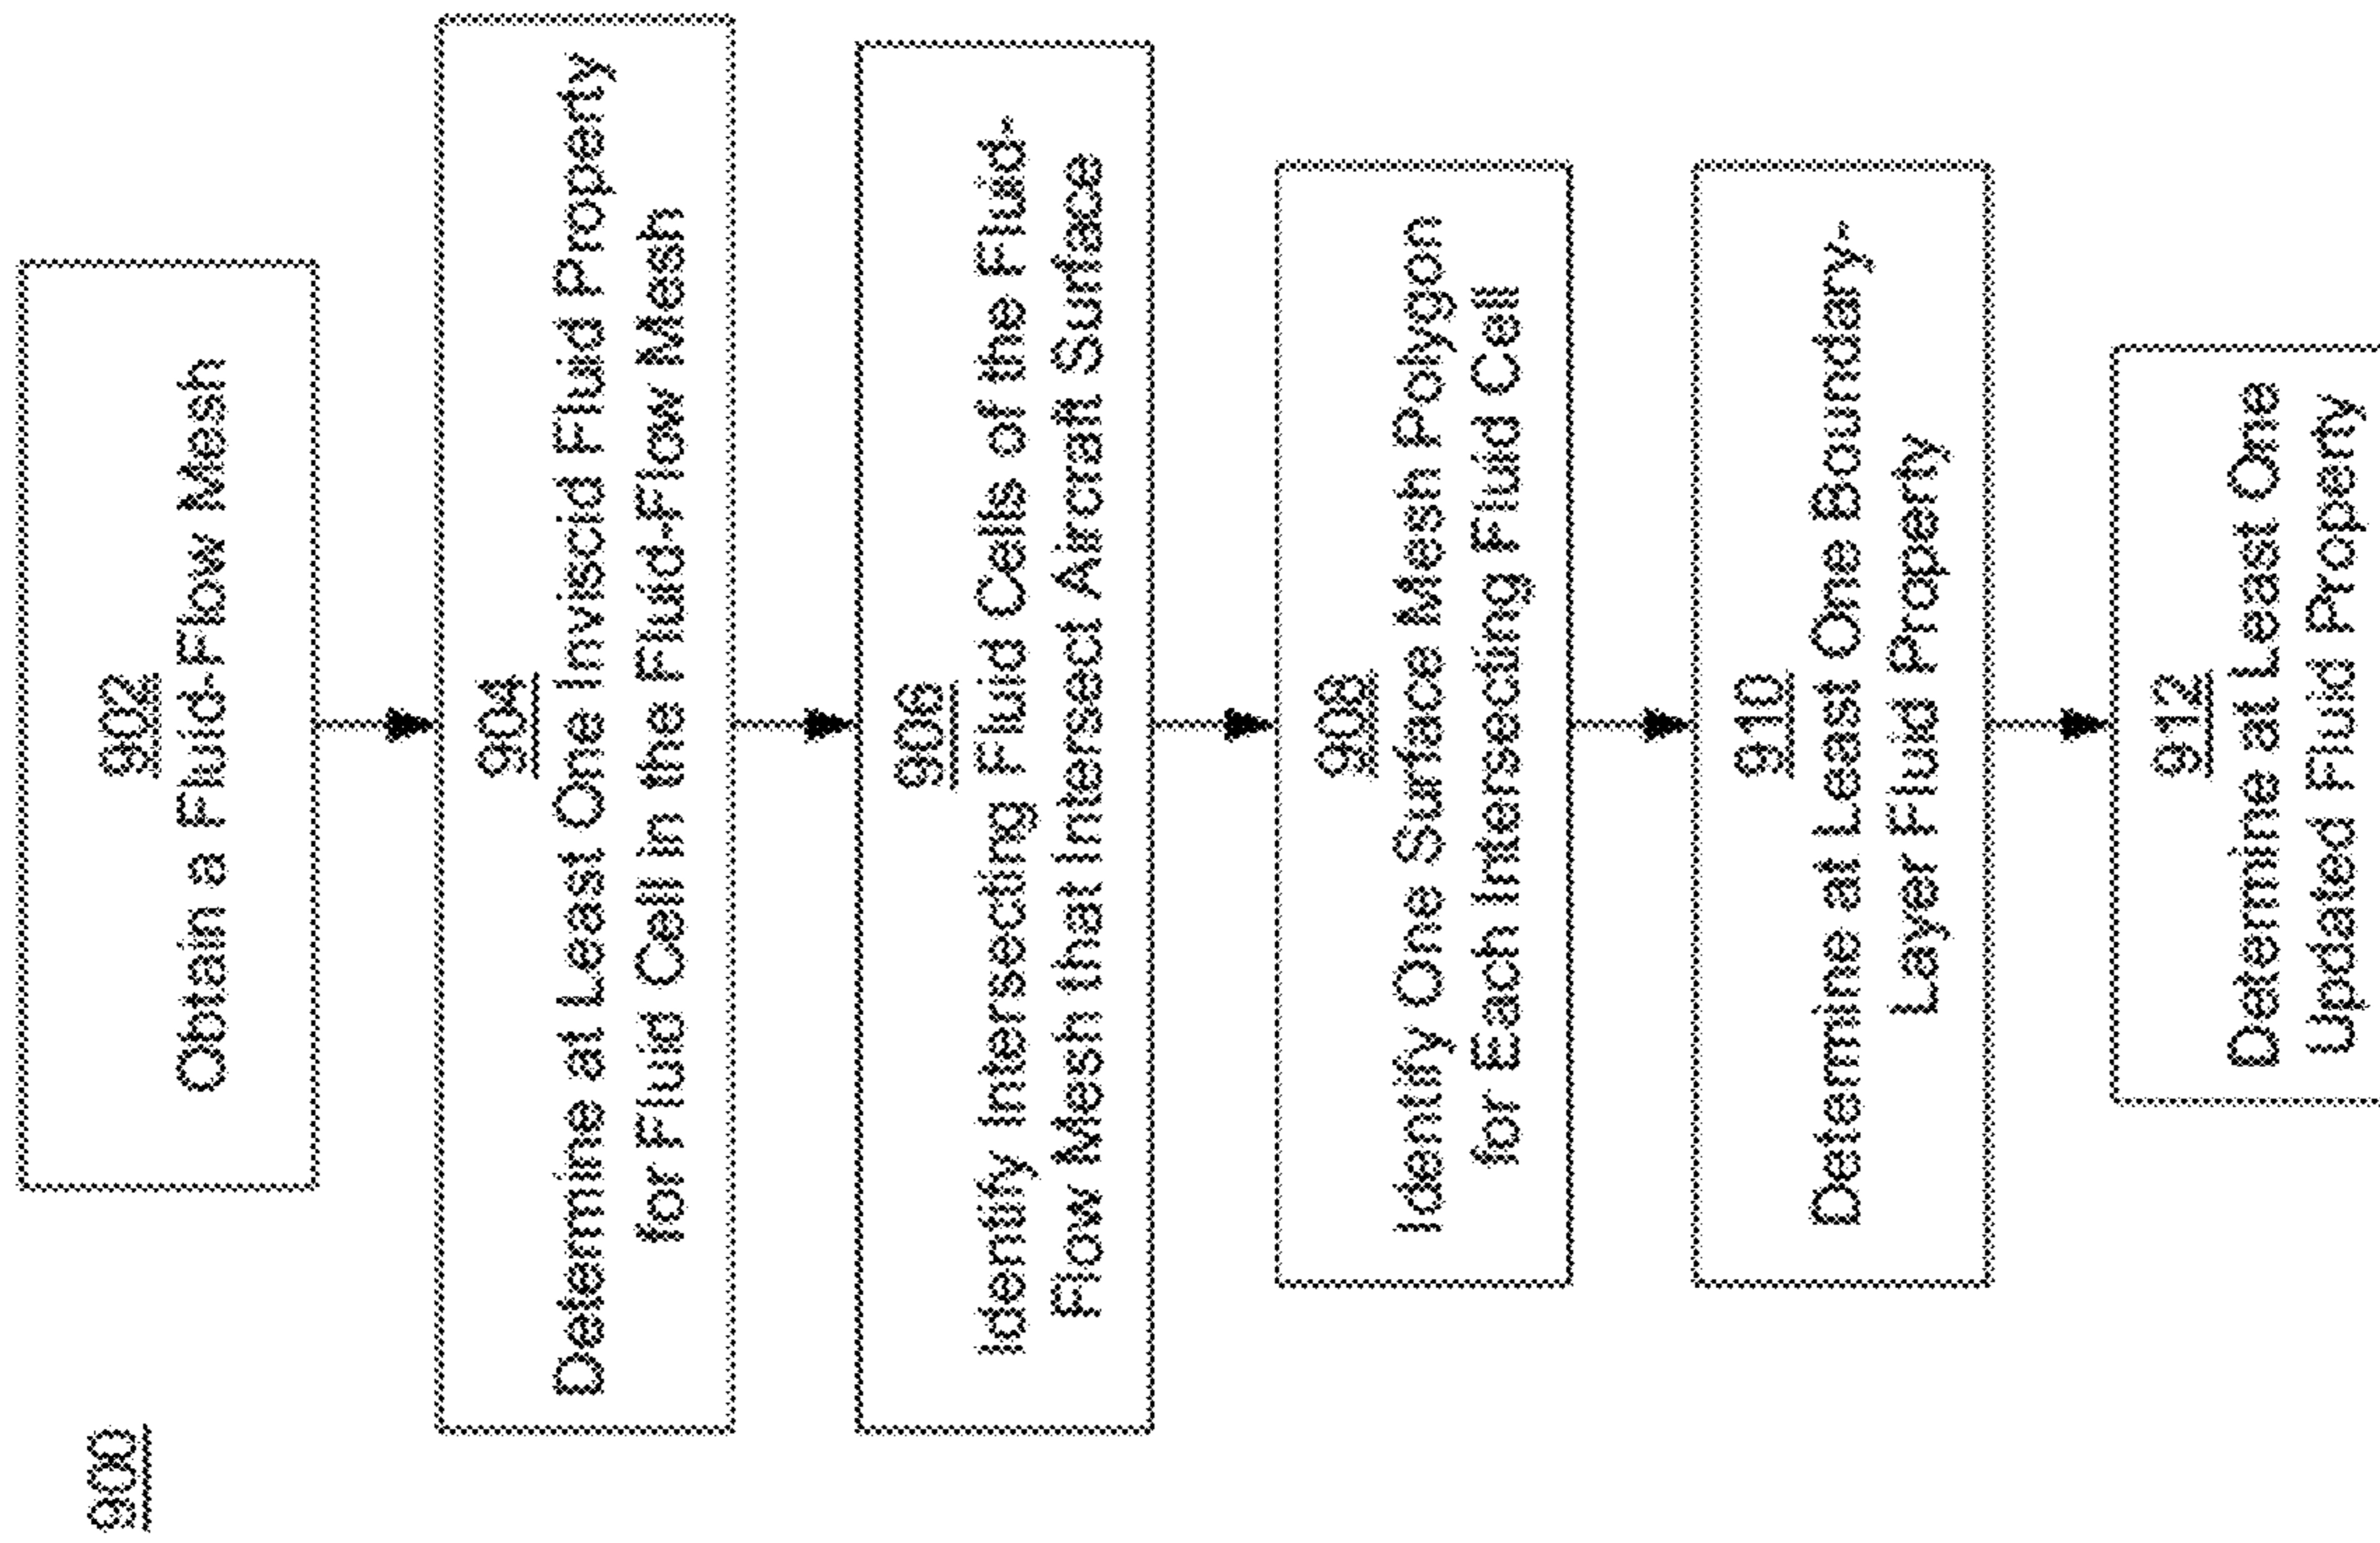 900
902
Obtain a Fluid-Flow Mesh
904
Determine at Least One Inviscid Fluid Property
for Fluid Cell in the Fluid-Flow Mesh
906
Identify Intersecting Fluid Cells of the Fluid-
Flow Mesh that Intersect Aircraft Surface
908
Identify One Surface Mesh Polygon
for Each Intersecting Fluid Cell
910
Determine at Least One Boundary-
Layer Fluid Property
912
Determine at Least One
Updated Fluid Property